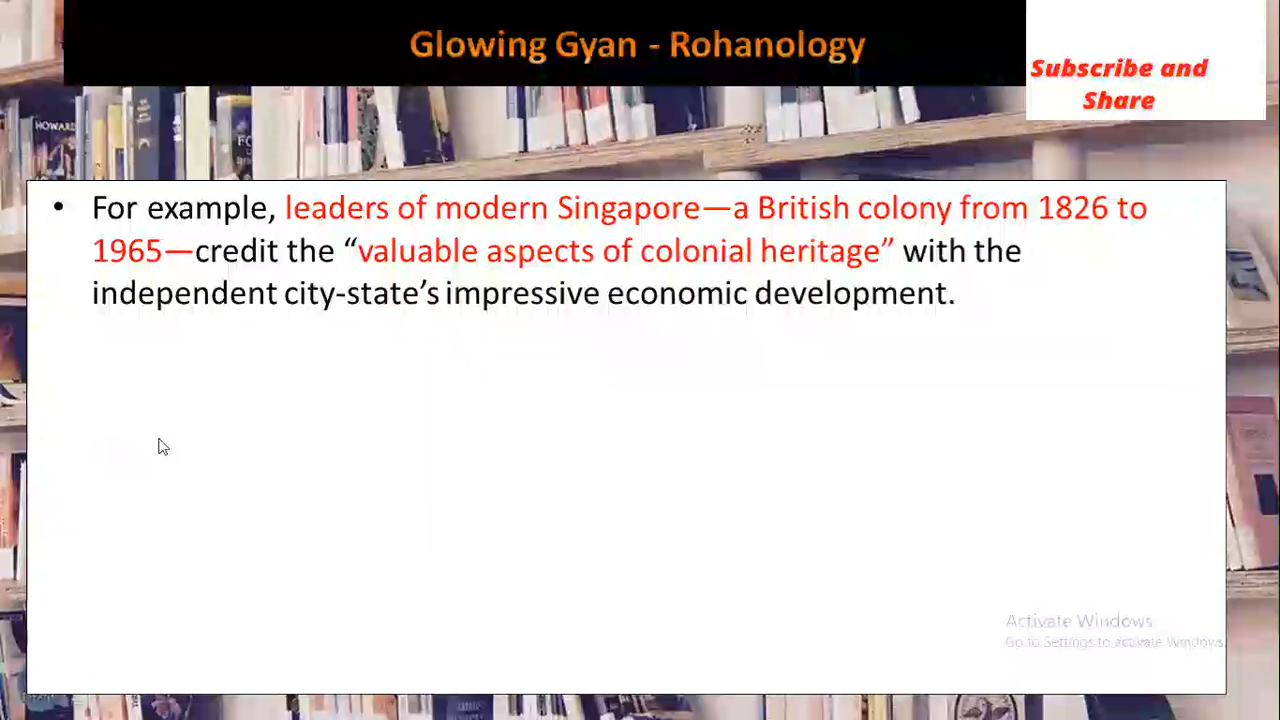 Glowing Gyan - Rohanology
Subscribe and
Share
HOWARD
• For example, leaders of modern Singapore—a British colony from 1826 to
1965—credit the “valuable aspects of colonial heritage” with the
independent city-state’s impressive economic development.
Activate Windows
Go to Settings to activate Windows.